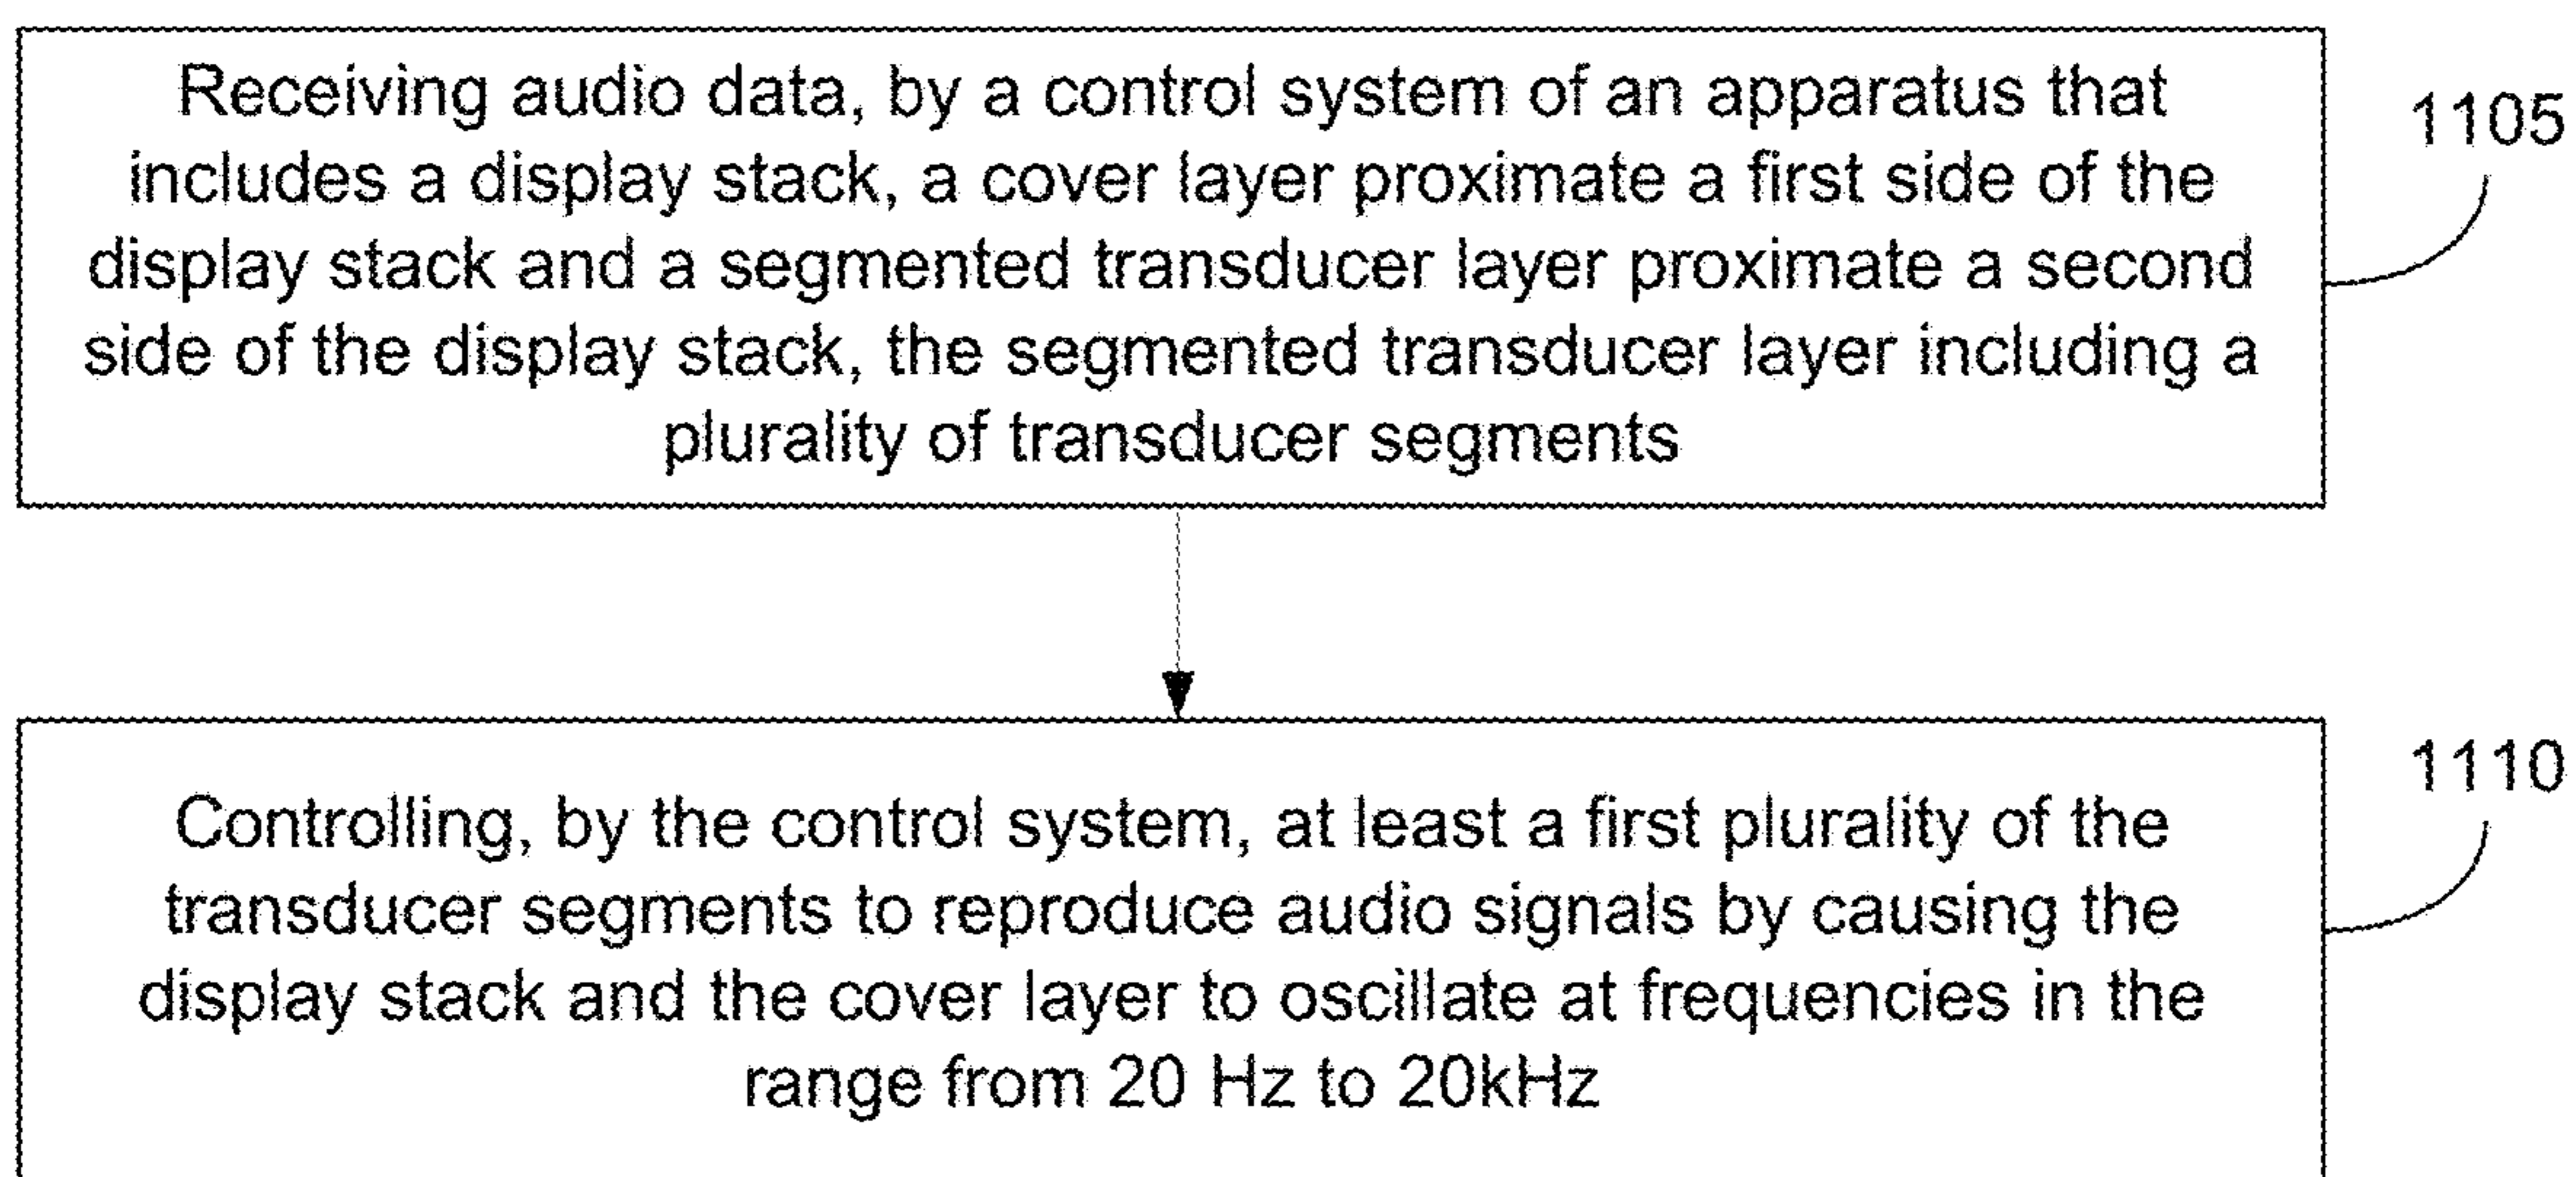 Receiving audio data, by a control system of an apparatus that
includes a display stack, a cover layer proximate a first side of the
display stack and a segmented transducer layer proximate a second
side of the display stack, the segmented transducer layer including a
plurality of transducer segments
1105
Controlling, by the control system, at least a first plurality of the
transducer segments to reproduce audio signals by causing the
display stack and the cover layer to oscillate at frequencies in the
range from 20 Hz to 20kHz
1110